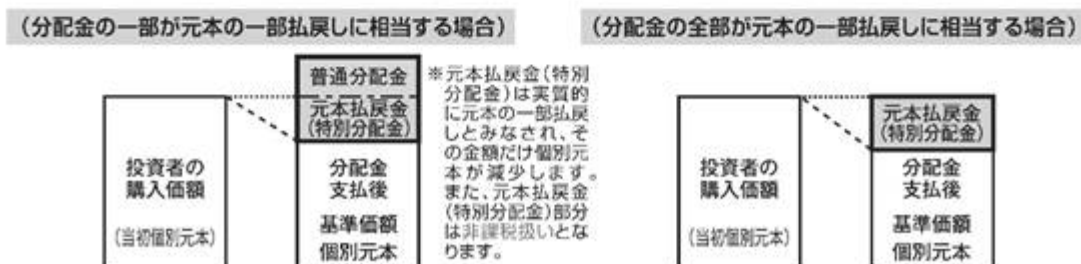 (分配金の一部が元本の一部払戻しに相当する場合)
普通分配金
元本払戻金
(特別分配金)
投資者の
購入価額
(当初個別元本)
分配金
支払後
基準価額
個別元本
※元本払戻金(特別
分配金)は実質的
に元本の一部払戻
しとみなされ、そ
の金額だけ個別元
本が減少します。
また、元本払戻金
(特別分配金)部分
は非課税扱いとな
ります。
(分配金の全部が元本の一部払戻しに相当する場合)
元本払戻金
(特別分配金)
投資者の
購入価額
(当初個別元本)
分配金
支払後
基準価額
個別元本